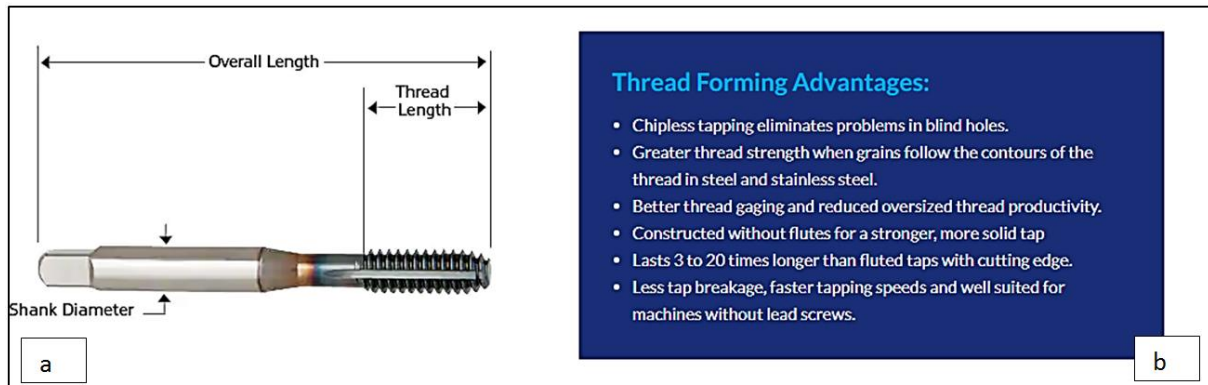 Overall Length
Thread
Length
Shank Diameter
a
Thread Forming Advantages:
• Chipless tapping eliminates problems in blind holes.
• Greater thread strength when grains follow the contours of the
thread in steel and stainless steel.
• Better thread gaging and reduced oversized thread productivity.
• Constructed without flutes for a stronger, more solid tap
• Lasts 3 to 20 times longer than fluted taps with cutting edge.
• Less tap breakage, faster tapping speeds and well suited for
machines without lead screws.
b